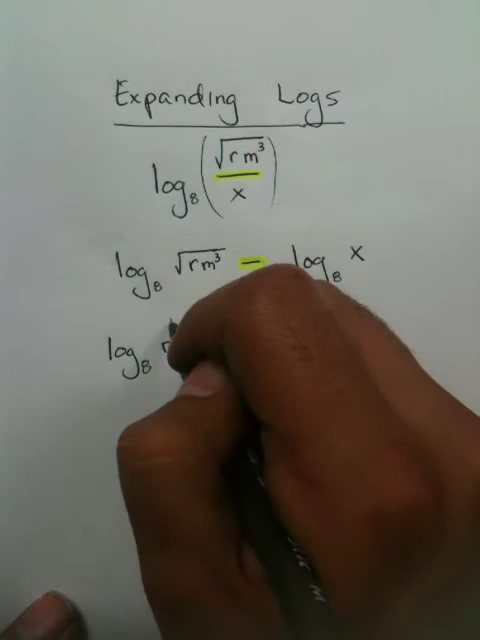 Expanding Logs
log₈(√(rm³)/x)
log₈ √(rm³) − log₈ x
log₈